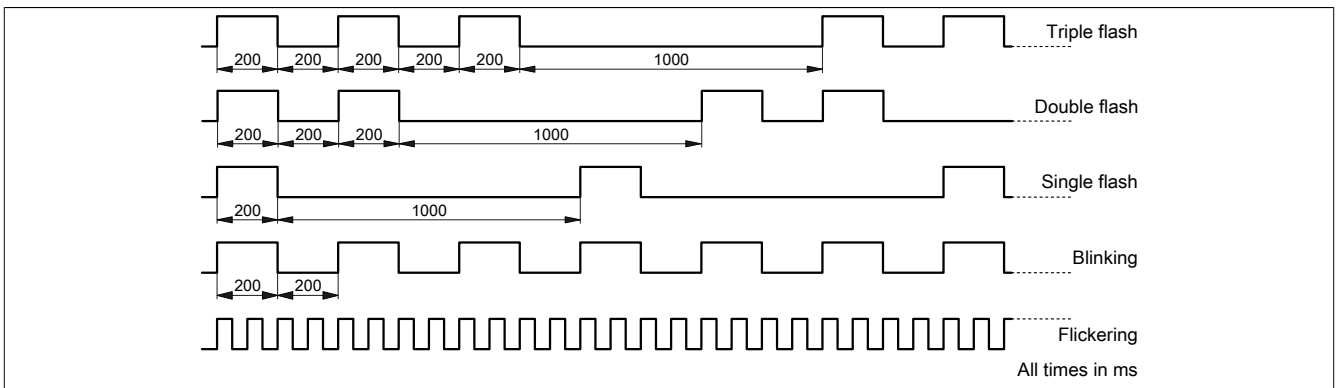 Triple flash
200 200 200 200 200 1000
Double flash
200 200 200 1000
Single flash
200 1000
Blinking
200 200
Flickering
All times in ms